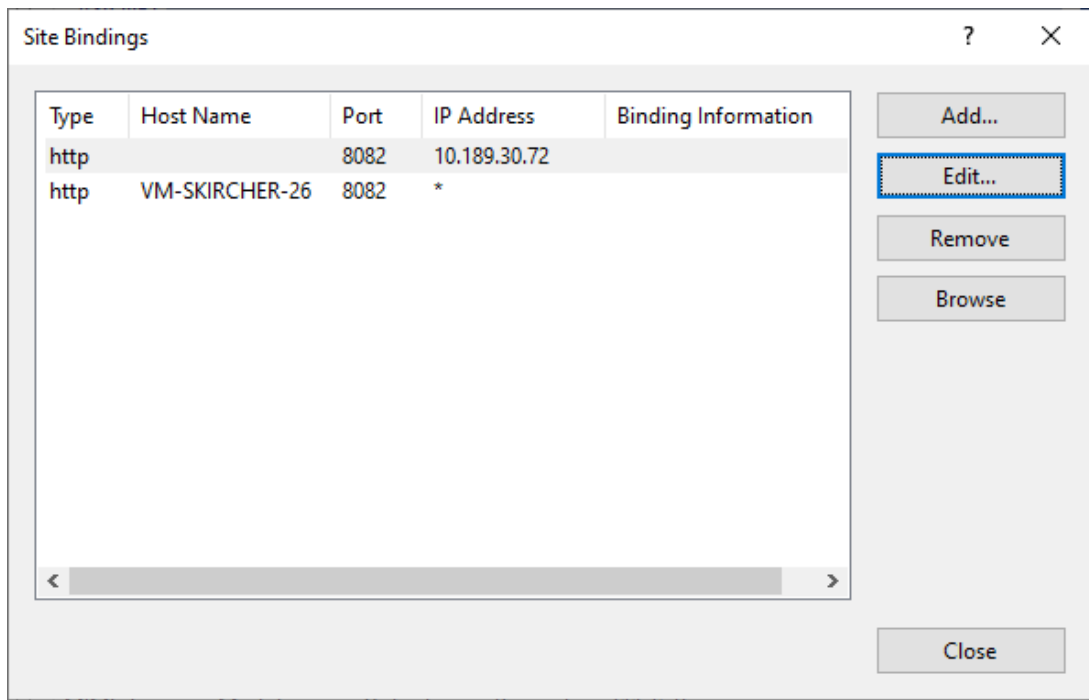 Site Bindings ? ×
Type Host Name Port IP Address Binding Information
http 8082 10.189.30.72
http VM-SKIRCHER-26 8082 *
Add...
Edit...
Remove
Browse
Close